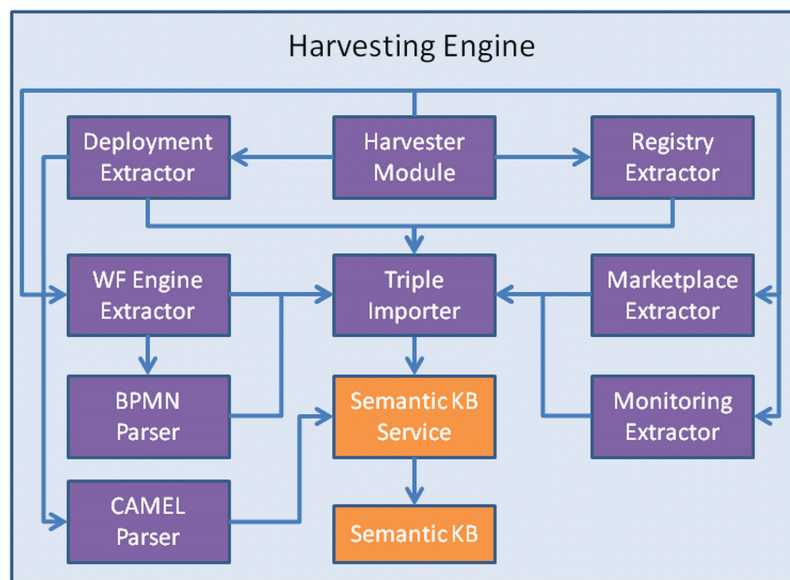 Harvesting Engine
Deployment
Extractor
Harvester
Module
Registry
Extractor
WF Engine
Extractor
Triple
Importer
Marketplace
Extractor
BPMN
Parser
Semantic KB
Service
Monitoring
Extractor
CAMEL
Parser
Semantic KB